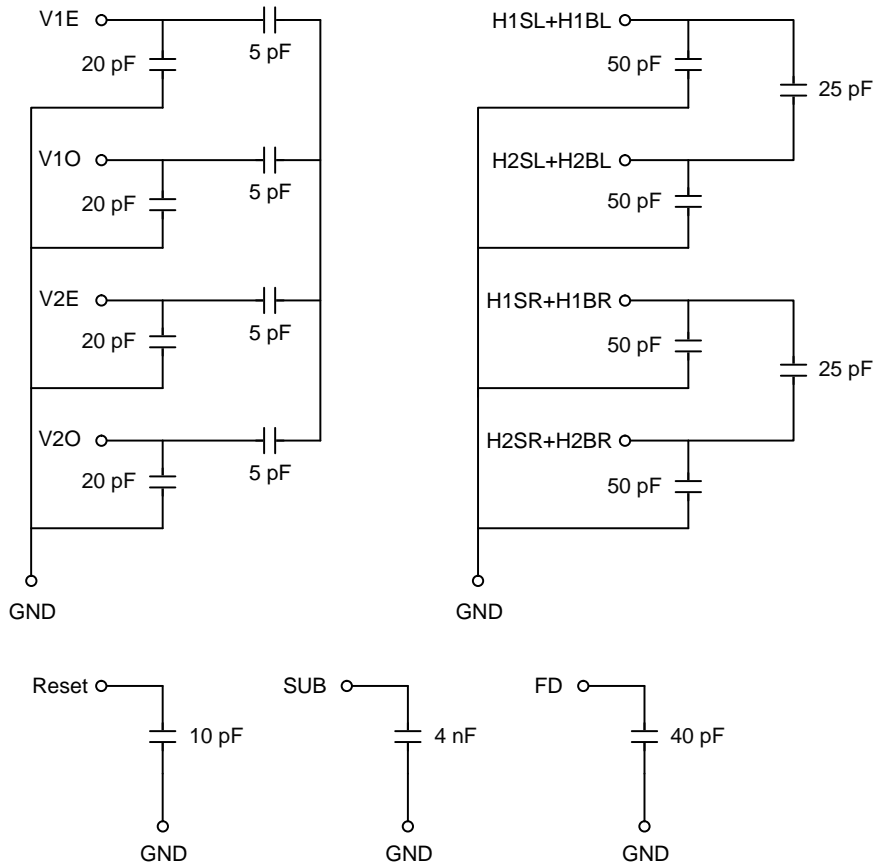 V1E
5 pF
20 pF
V1O
5 pF
20 pF
V2E
5 pF
20 pF
V2O
5 pF
20 pF
GND
H1SL+H1BL
50 pF
25 pF
H2SL+H2BL
50 pF
H1SR+H1BR
50 pF
25 pF
H2SR+H2BR
50 pF
GND
Reset
10 pF
GND
SUB
4 nF
GND
FD
40 pF
GND